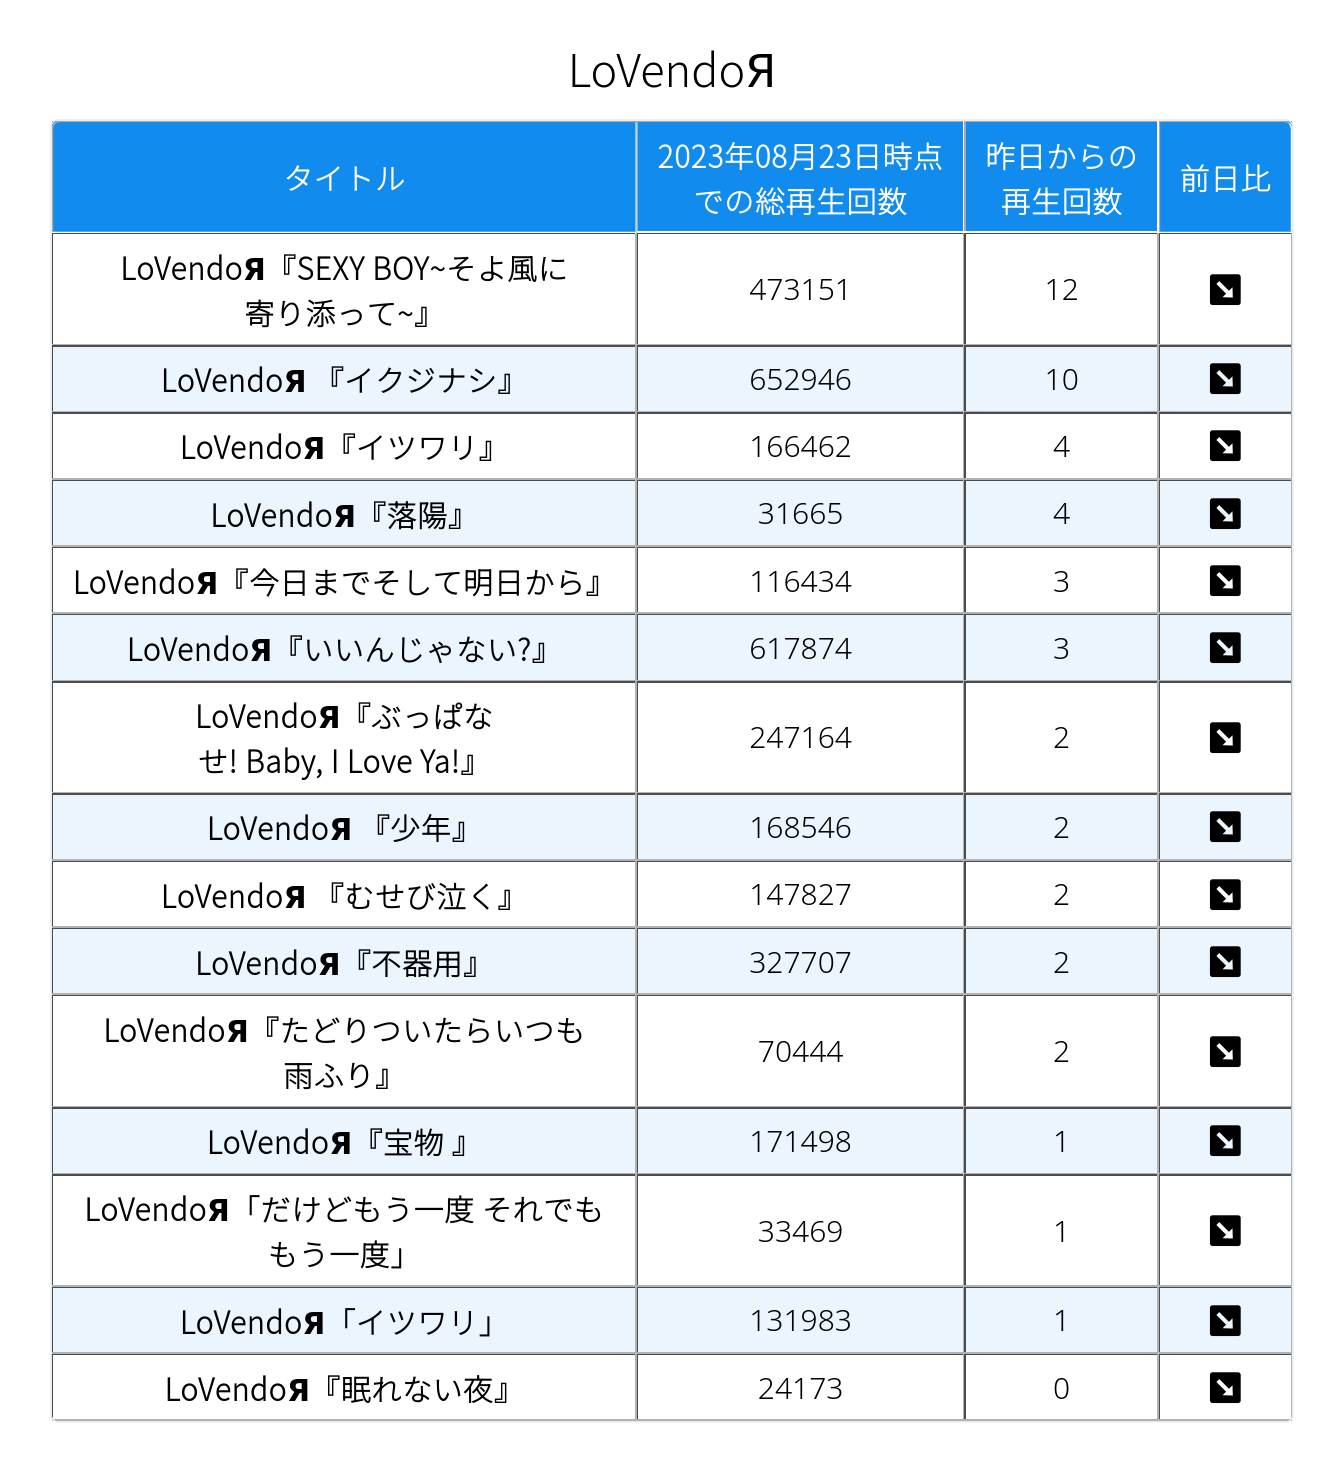 LoVendoЯ
タイトル
2023年08月23日時点
での総再生回数
昨日からの
再生回数
前日比
LoVendoЯ『SEXY BOY~そよ風に
寄り添って~』
473151
12
LoVendoЯ 『イクジナシ』
652946
10
LoVendoЯ『イツワリ』
166462
4
LoVendoЯ『落陽』
31665
4
LoVendoЯ『今日までそして明日から』
116434
3
LoVendoЯ『いいんじゃない?』
617874
3
LoVendoЯ『ぶっぱな
せ! Baby, I Love Ya!』
247164
2
LoVendoЯ 『少年』
168546
2
LoVendoЯ 『むせび泣く』
147827
2
LoVendoЯ『不器用』
327707
2
LoVendoЯ『たどりついたらいつも
雨ふり』
70444
2
LoVendoЯ『宝物 』
171498
1
LoVendoЯ「だけどもう一度 それでも
もう一度」
33469
1
LoVendoЯ「イツワリ」
131983
1
LoVendoЯ『眠れない夜』
24173
0